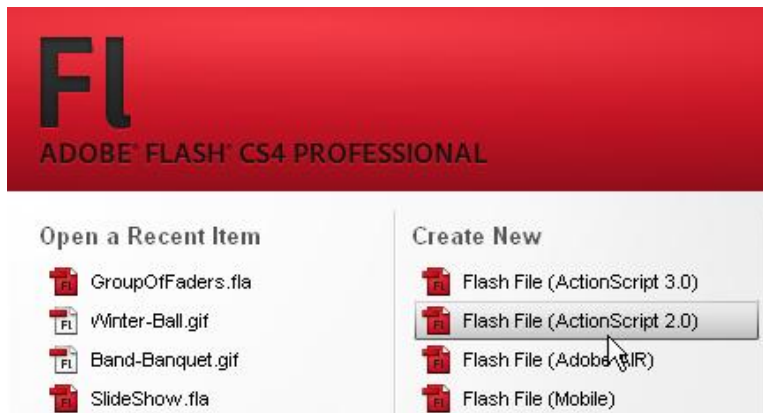 Fl
ADOBE® FLASH® CS4 PROFESSIONAL
Open a Recent Item
GroupOfFaders.fla
Winter-Ball.gif
Band-Banquet.gif
SlideShow.fla
Create New
Flash File (ActionScript 3.0)
Flash File (ActionScript 2.0)
Flash File (Adobe AIR)
Flash File (Mobile)